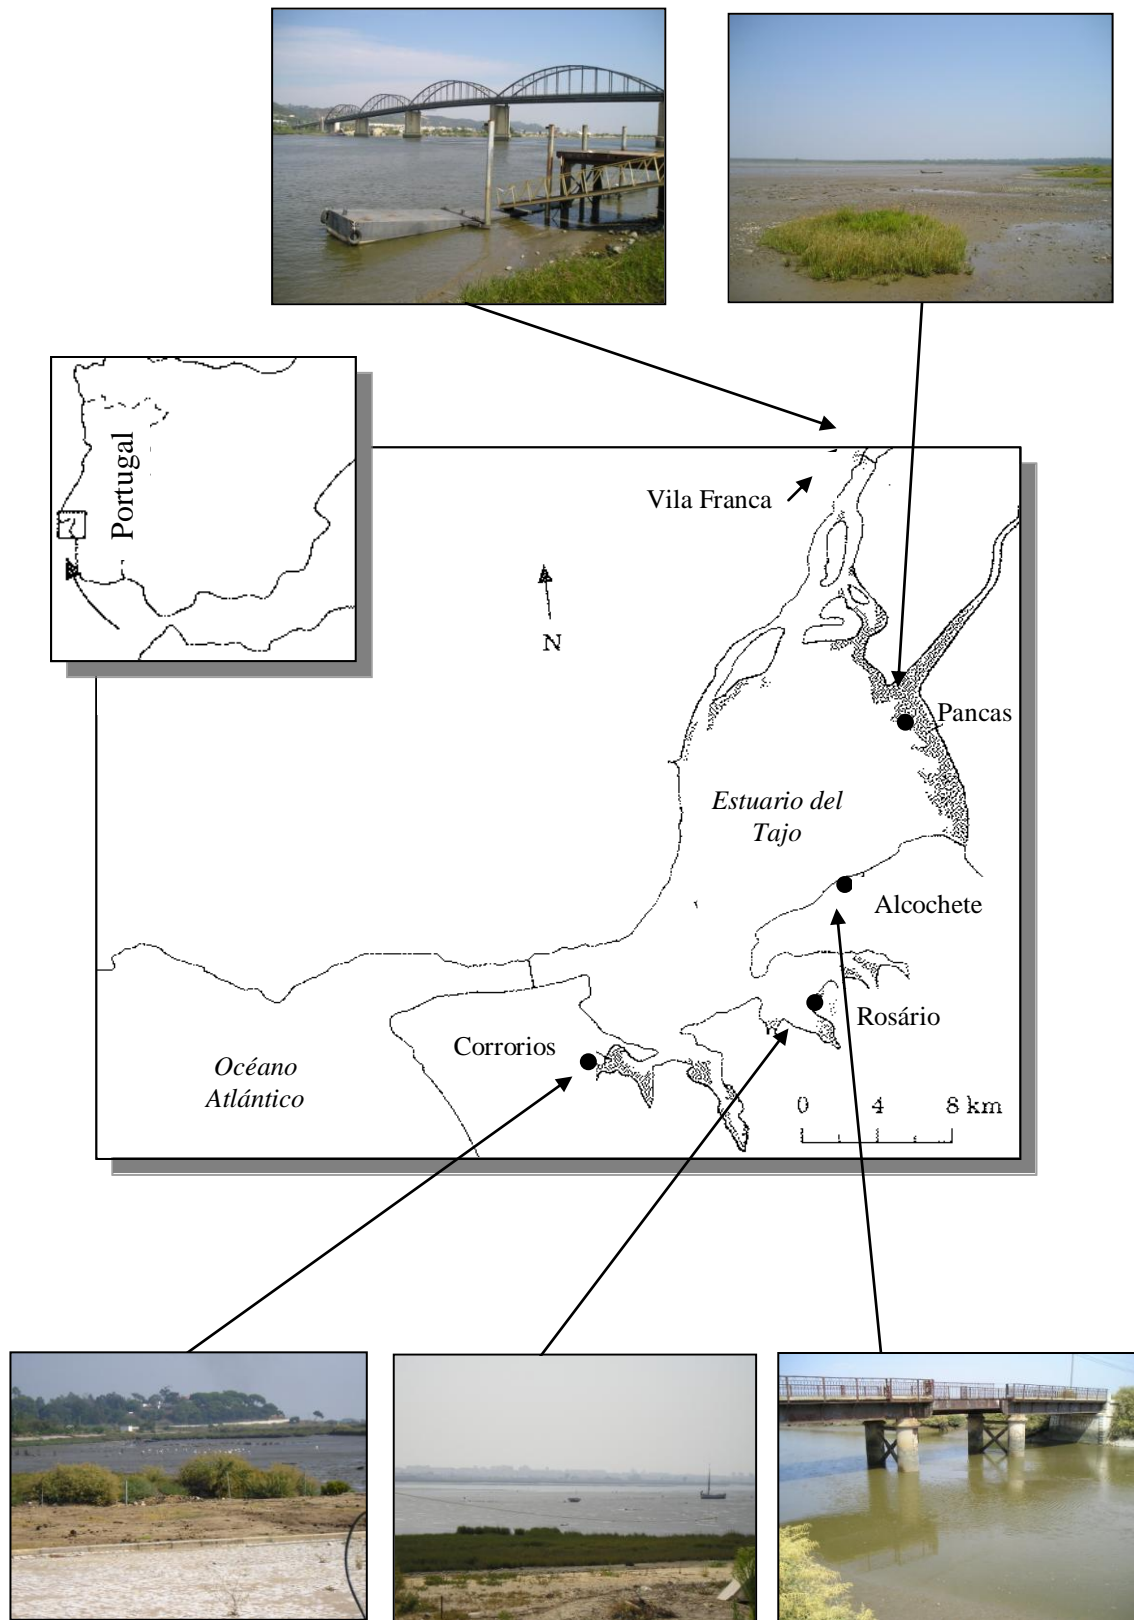 Portugal
Vila Franca
N
Pancas
Estuario del
Tajo
Alcochete
Rosário
Corrorios
Océano
Atlántico
0 4 8 km